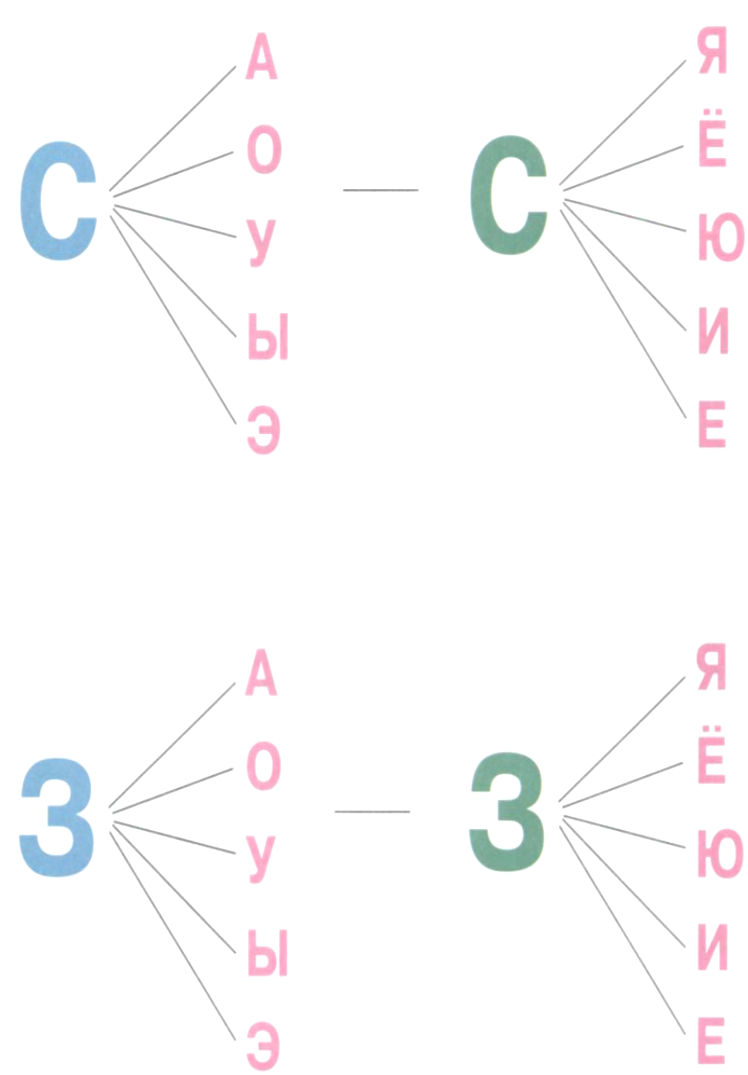 С А О У Ы Э — С Я Ё Ю И Е
З А О У Ы Э — З Я Ё Ю И Е